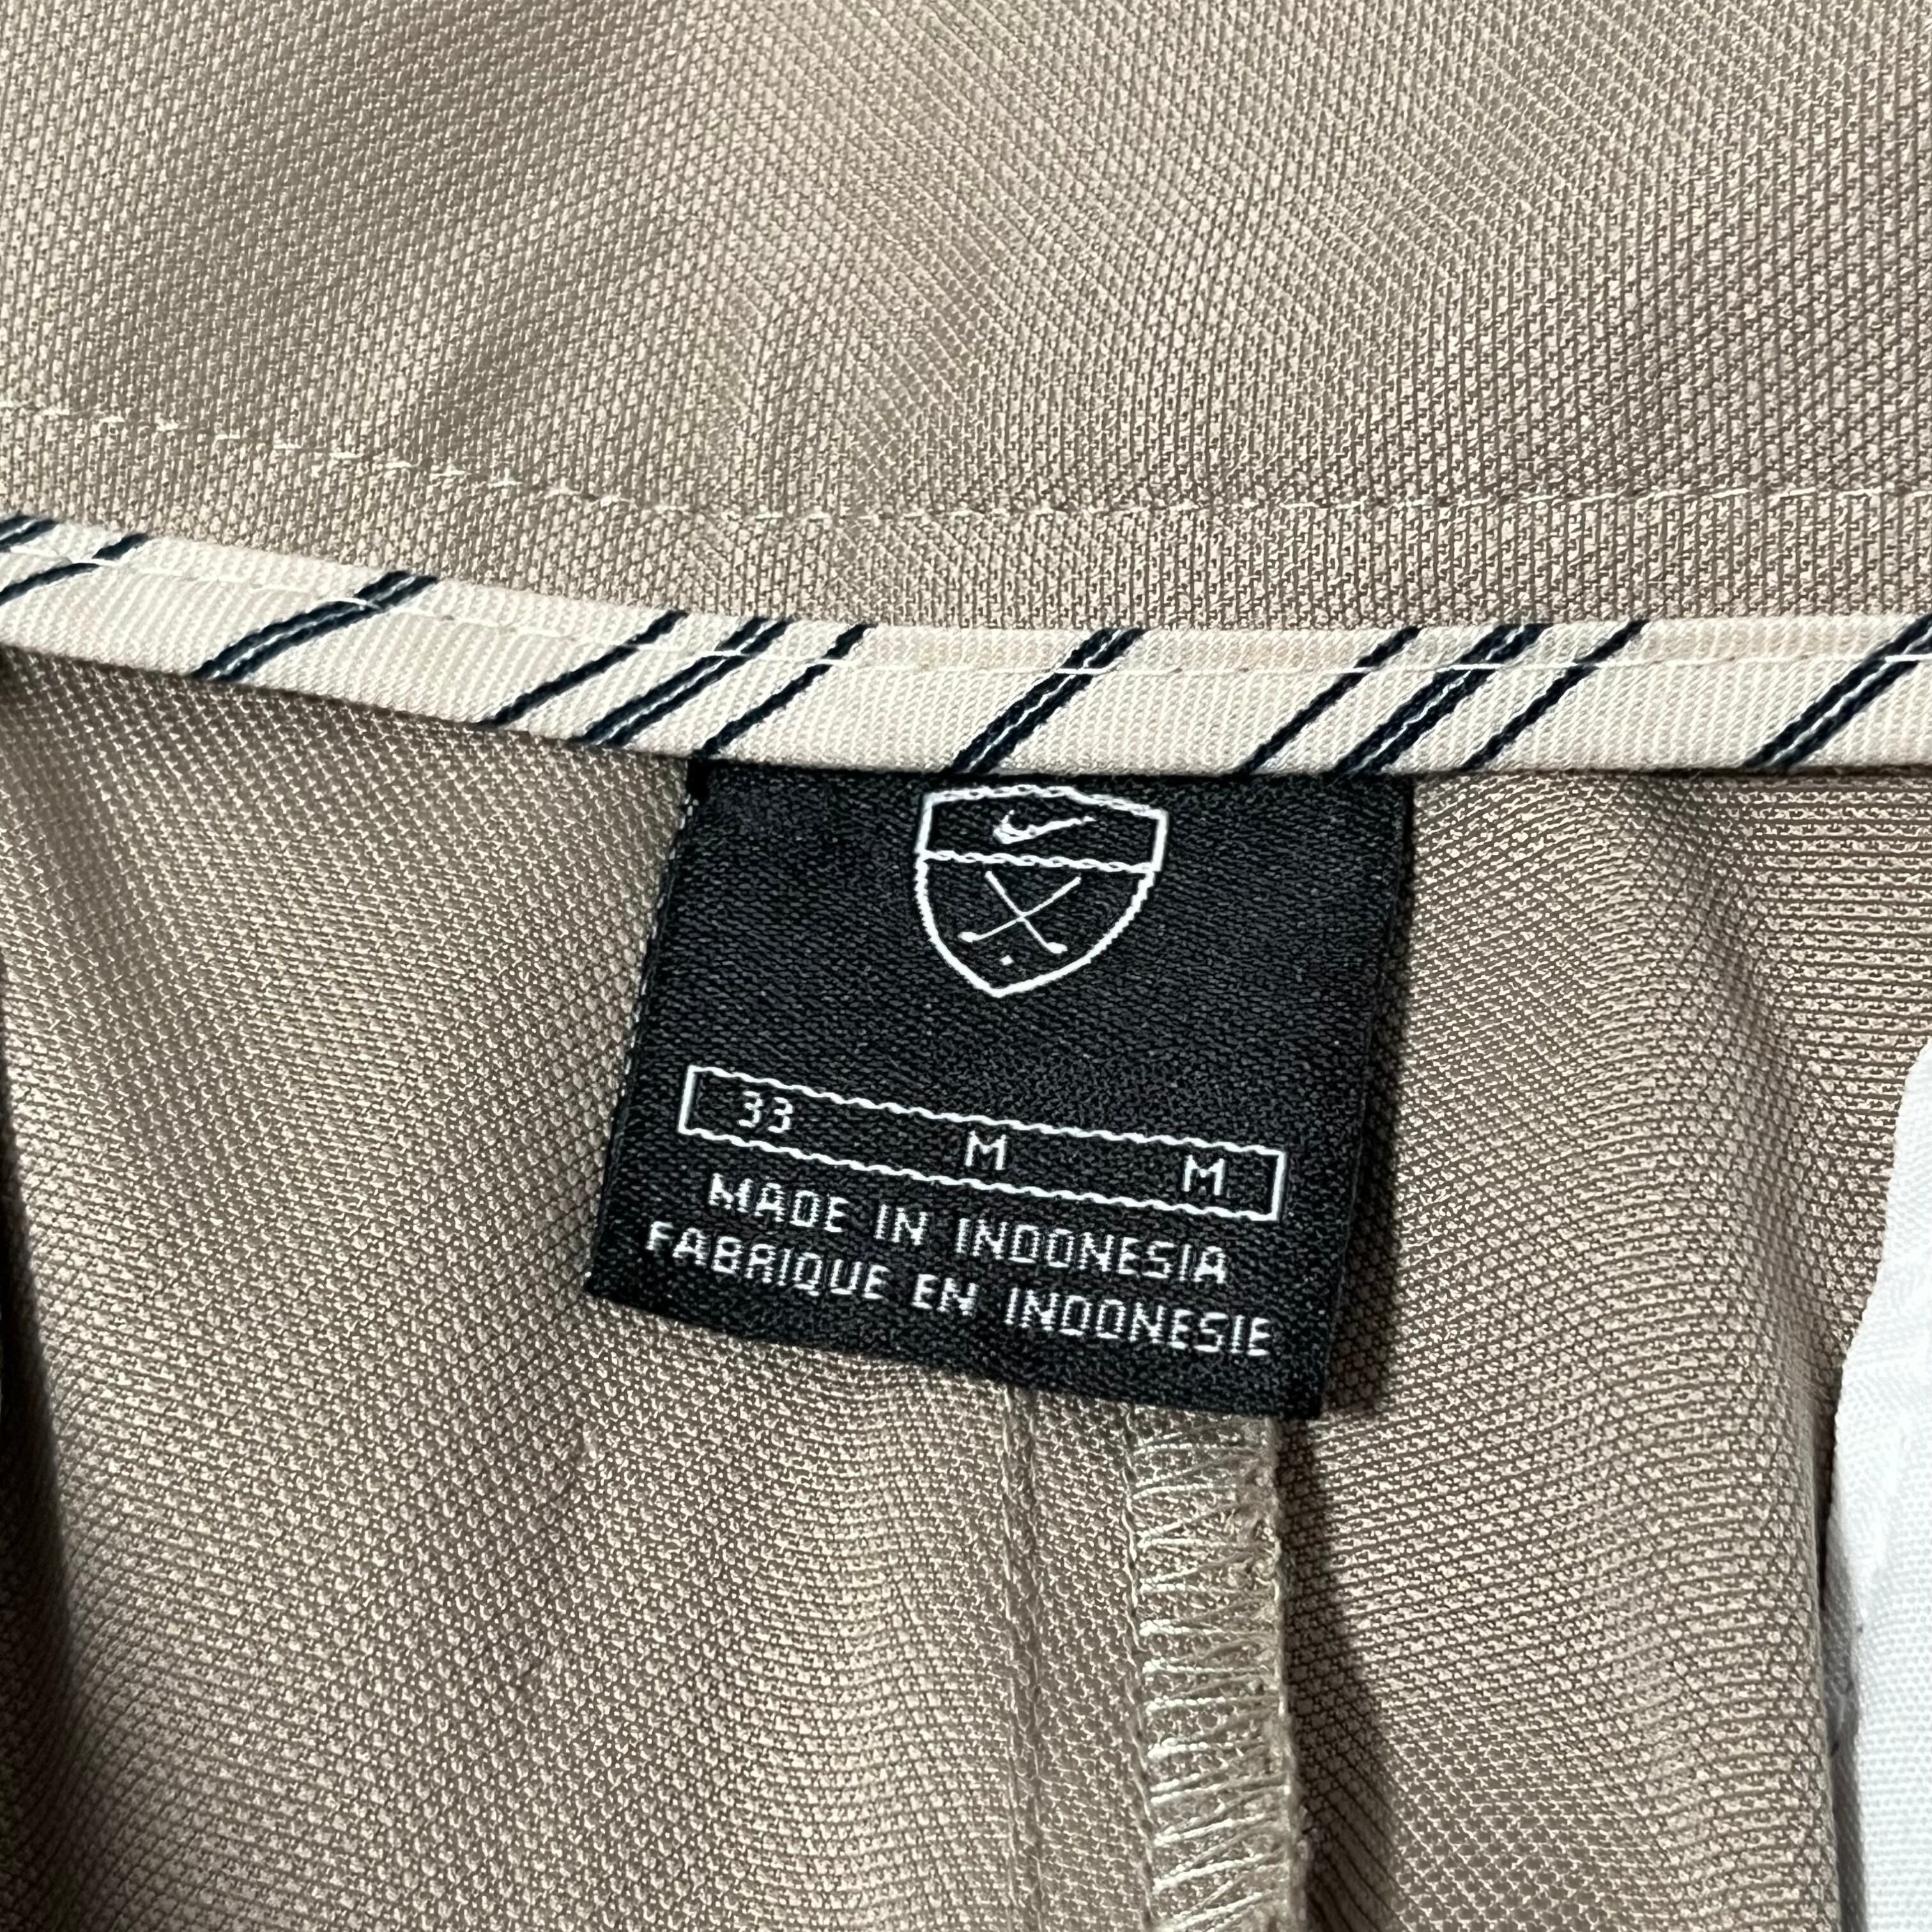 33 M M
MADE IN INDONESIA
FABRIQUE EN INDONESIE